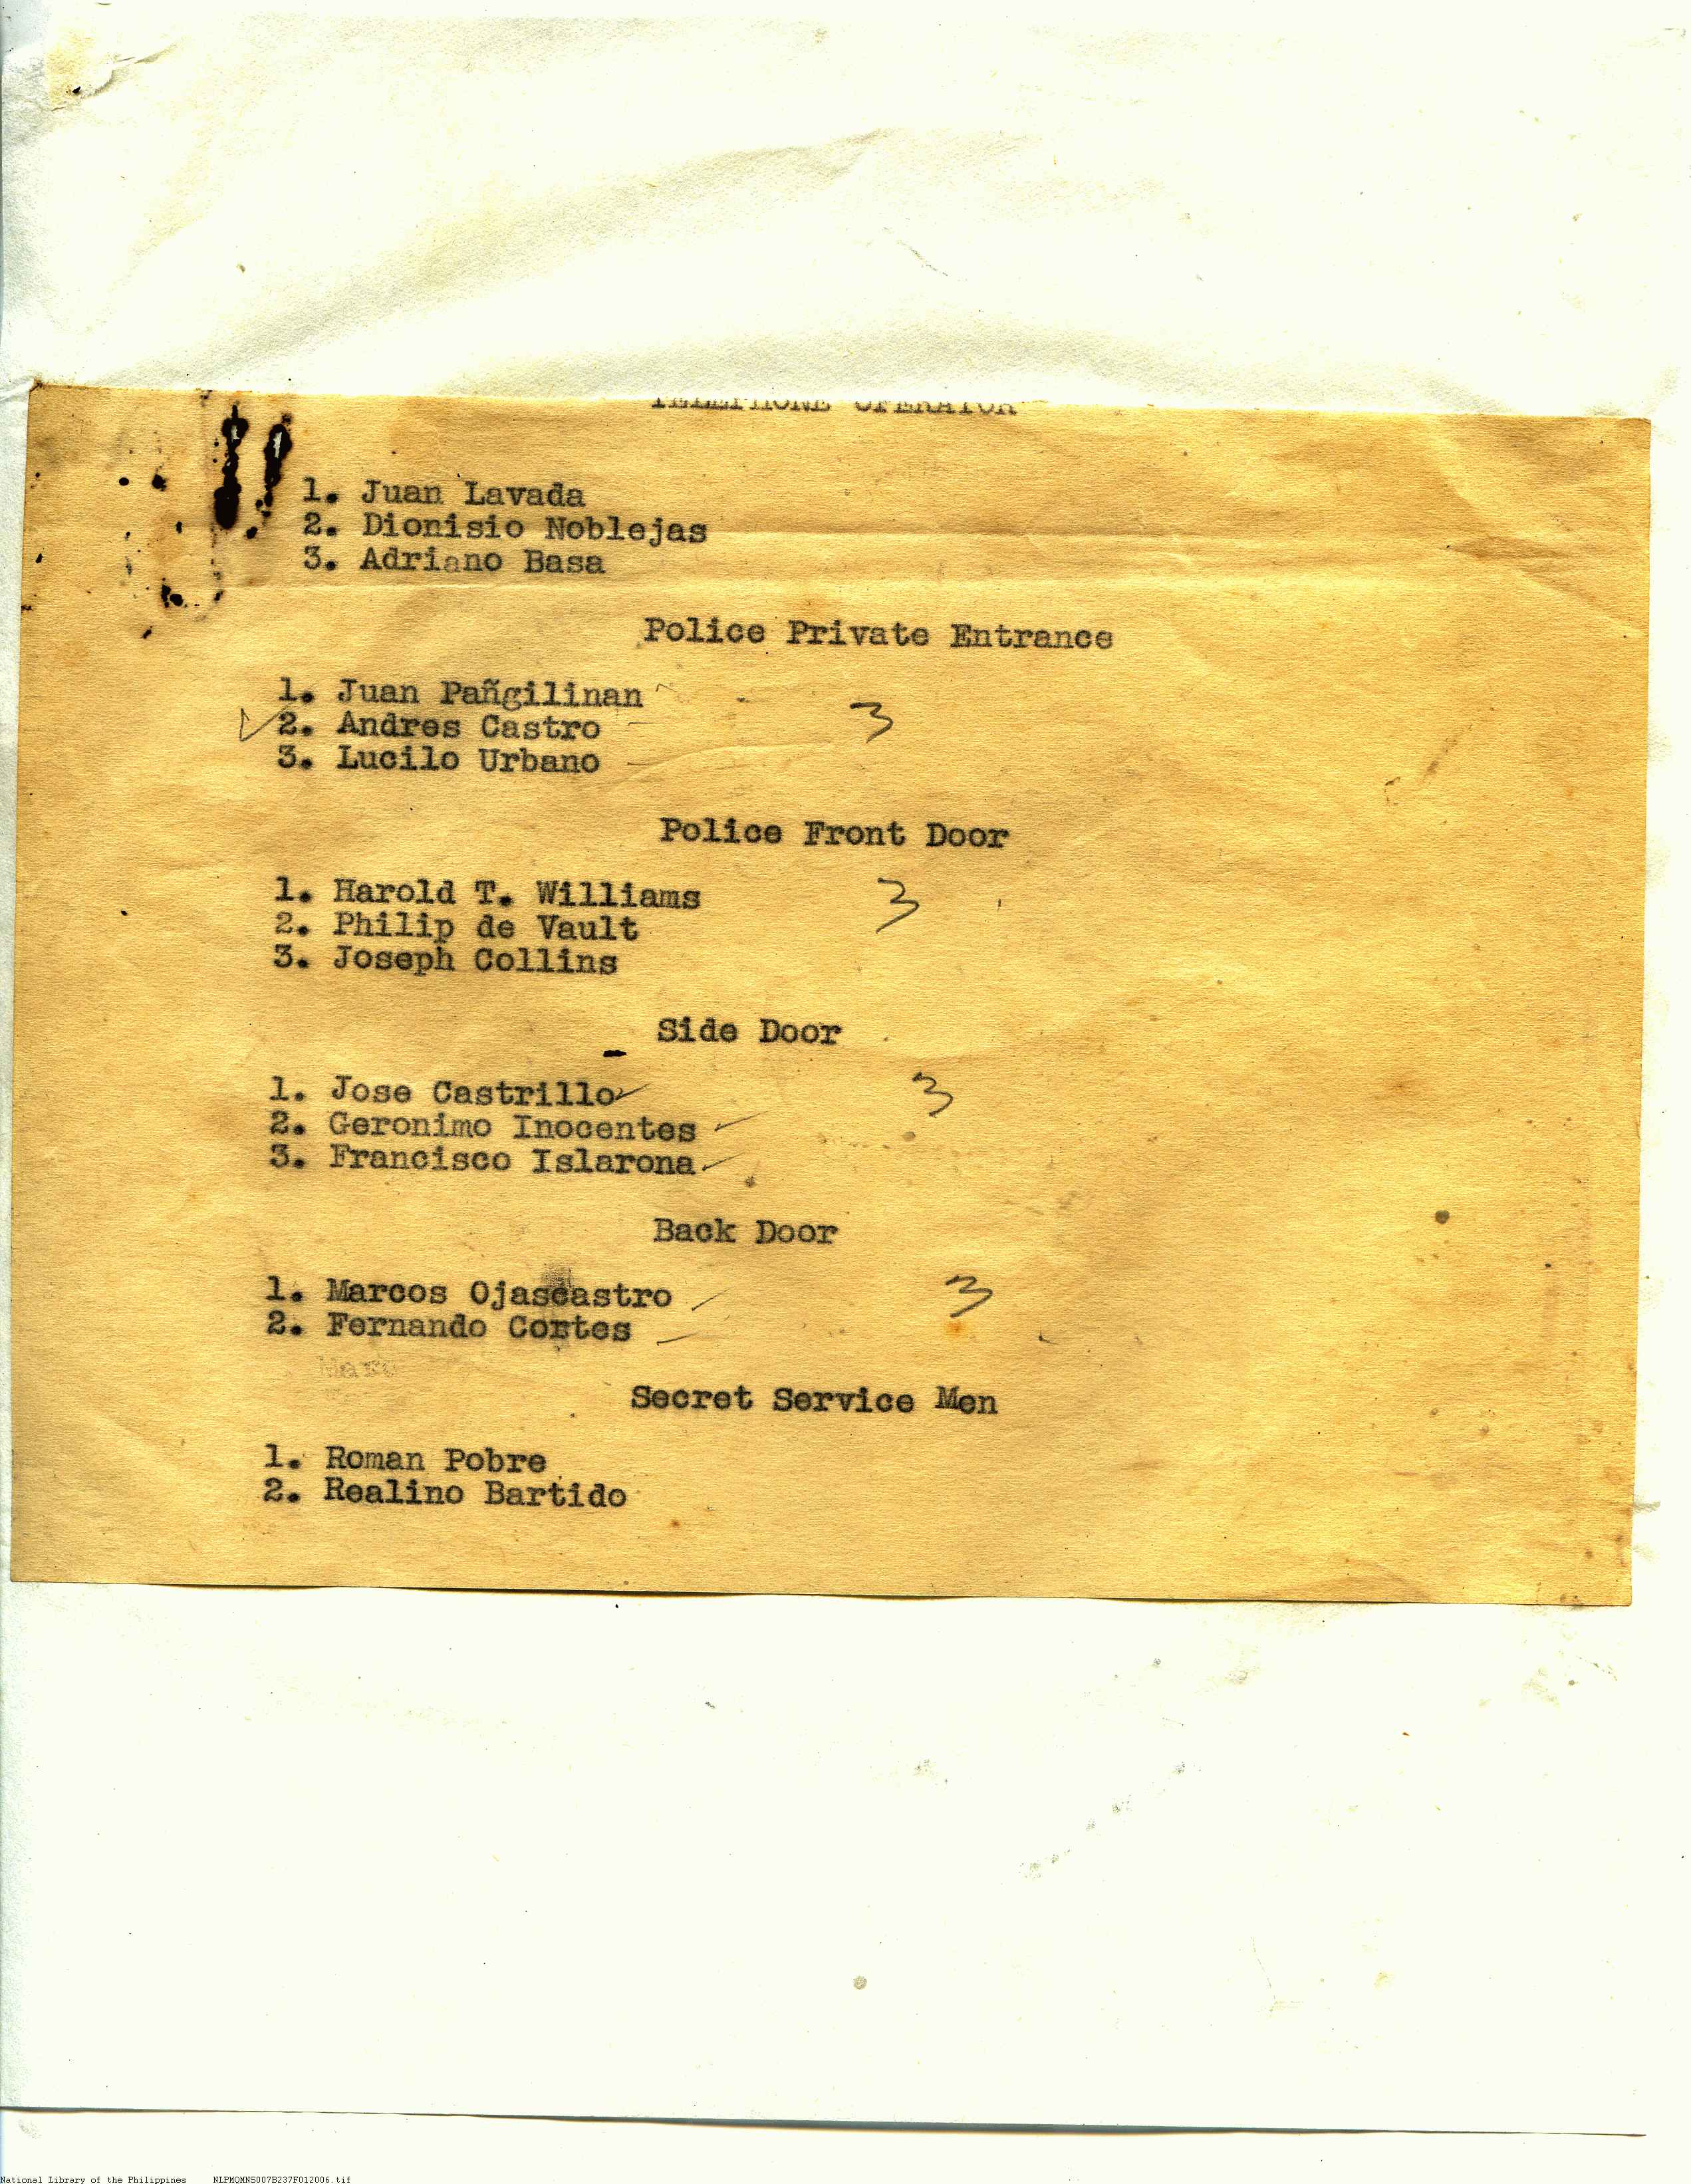 TELEPHONE OPERATOR
1. Juan Lavada
2. Dionisio Noblejas
3. Adriano Basa
Police Private Entrance
1. Juan Pañgilinan
2. Andres Castro 3
3. Lucilo Urbano
Police Front Door
1. Harold T. Williams 3
2. Philip de Vault
3. Joseph Collins
Side Door
1. Jose Castrillo 3
2. Geronimo Inocentes
3. Francisco Islarona
Back Door
1. Marcos Ojascastro 3
2. Fernando Cortes
Secret Service Men
1. Roman Pobre
2. Realino Bartido
National Library of the Philippines NLPMQMNS007B237F012006.tif